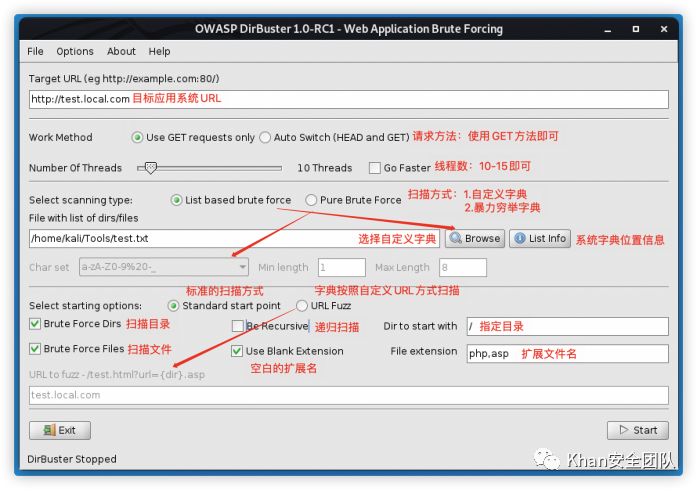 OWASP DirBuster 1.0-RC1 - Web Application Brute Forcing
File Options About Help
Target URL (eg http://example.com:80/)
http://test.local.com 目标应用系统URL
Work Method Use GET requests only Auto Switch (HEAD and GET) 请求方法：使用GET方法即可
Number Of Threads 10 Threads Go Faster 线程数：10-15即可
Select scanning type: List based brute force Pure Brute Force 扫描方式：1.自定义字典
2.暴力穷举字典
File with list of dirs/files
/home/kali/Tools/test.txt 选择自定义字典 Browse List Info 系统字典位置信息
Char set a-zA-Z0-9%20-_ Min length 1 Max Length 8
标准的扫描方式 字典按照自定义URL方式扫描
Select starting options: Standard start point URL Fuzz
Brute Force Dirs 扫描目录 Be Recursive 递归扫描 Dir to start with / 指定目录
Brute Force Files 扫描文件 Use Blank Extension File extension php,asp 扩展文件名
空白的扩展名
URL to fuzz - /test.html?url={dir}.asp
test.local.com
Exit Start
DirBuster Stopped
Khan安全团队